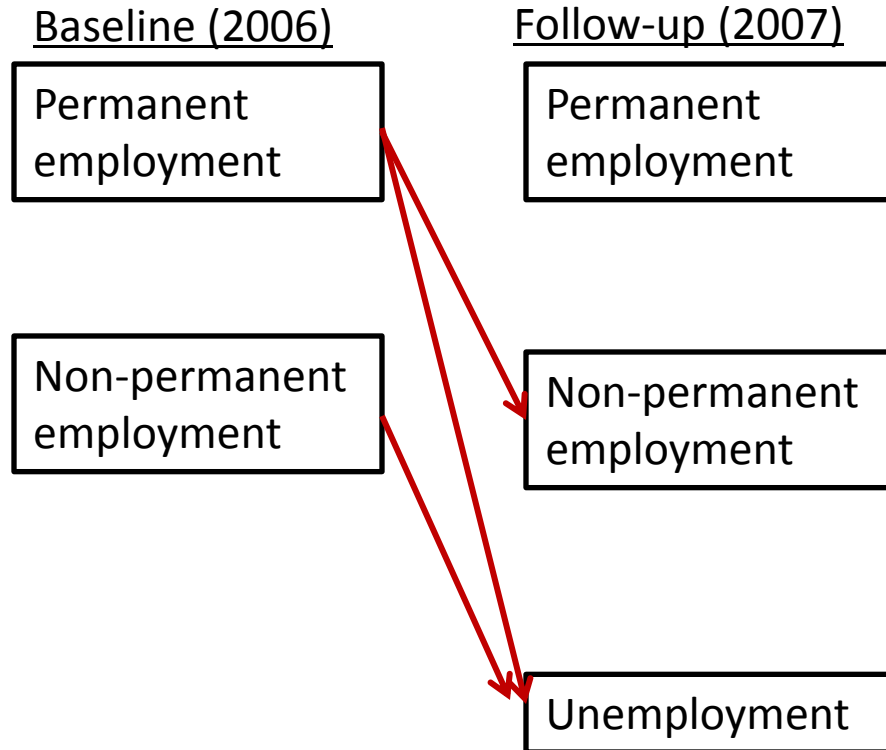 Baseline (2006)
Follow-up (2007)
Permanent
employment
Permanent
employment
Non-permanent
employment
Non-permanent
employment
Unemployment